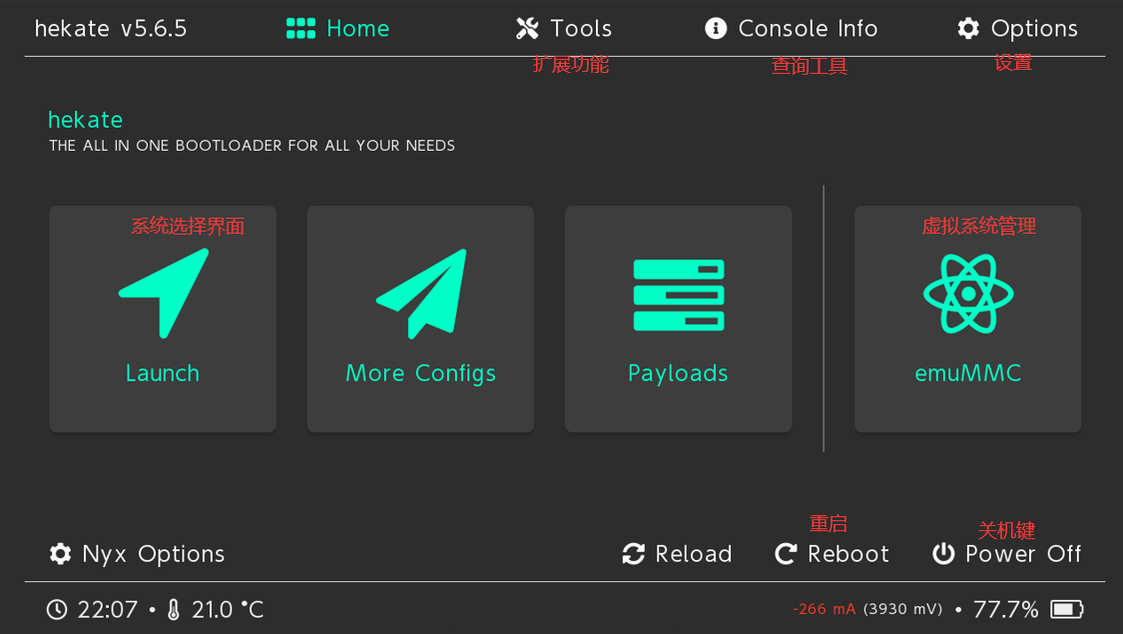 hekate v5.6.5 Home Tools Console Info Options
扩展功能 查询工具 设置
hekate
THE ALL IN ONE BOOTLOADER FOR ALL YOUR NEEDS
系统选择界面 虚拟系统管理
Launch More Configs Payloads emuMMC
重启 关机键
Nyx Options Reload Reboot Power Off
22:07 • 21.0 °C -266 mA (3930 mV) • 77.7%